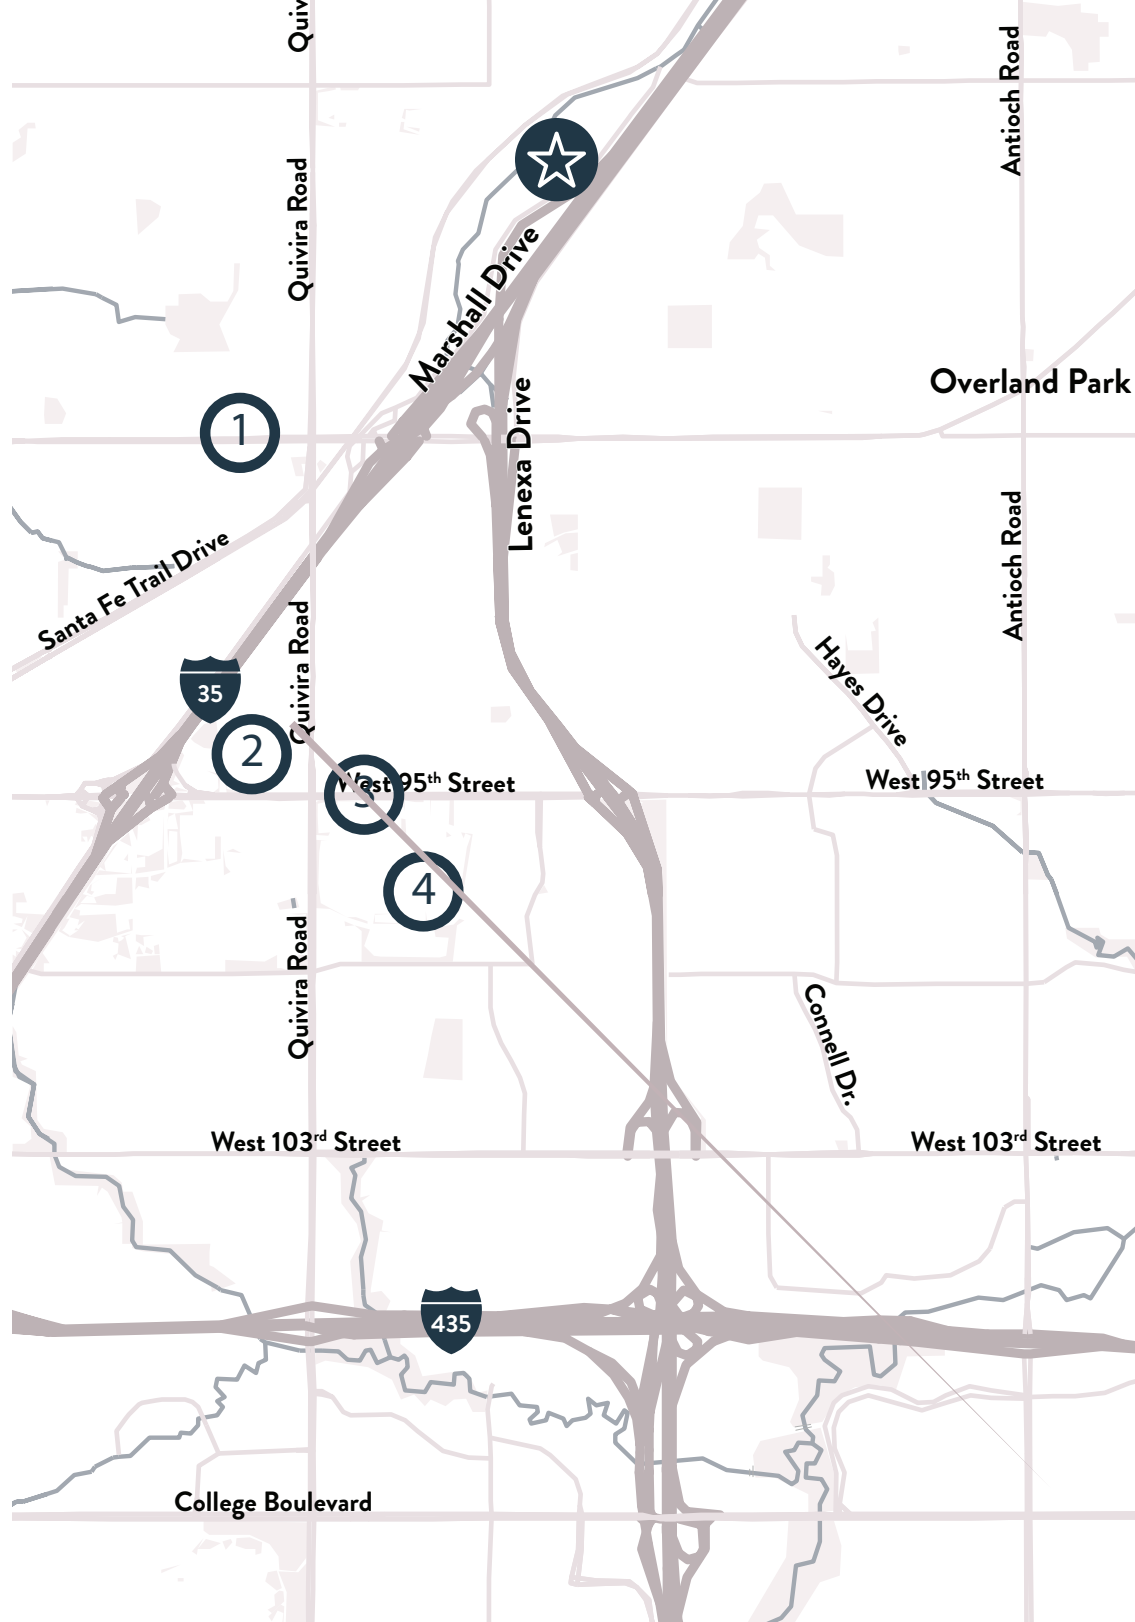 Quiv
Antioch Road
Quivira Road
Marshall Drive
Overland Park
Lenexa Drive
1
Antioch Road
Santa Fe Trail Drive
Quivira Road
Hayes Drive
35
2
West 95th Street
3
West 95th Street
4
Quivira Road
Connell Dr.
West 103rd Street
West 103rd Street
435
College Boulevard